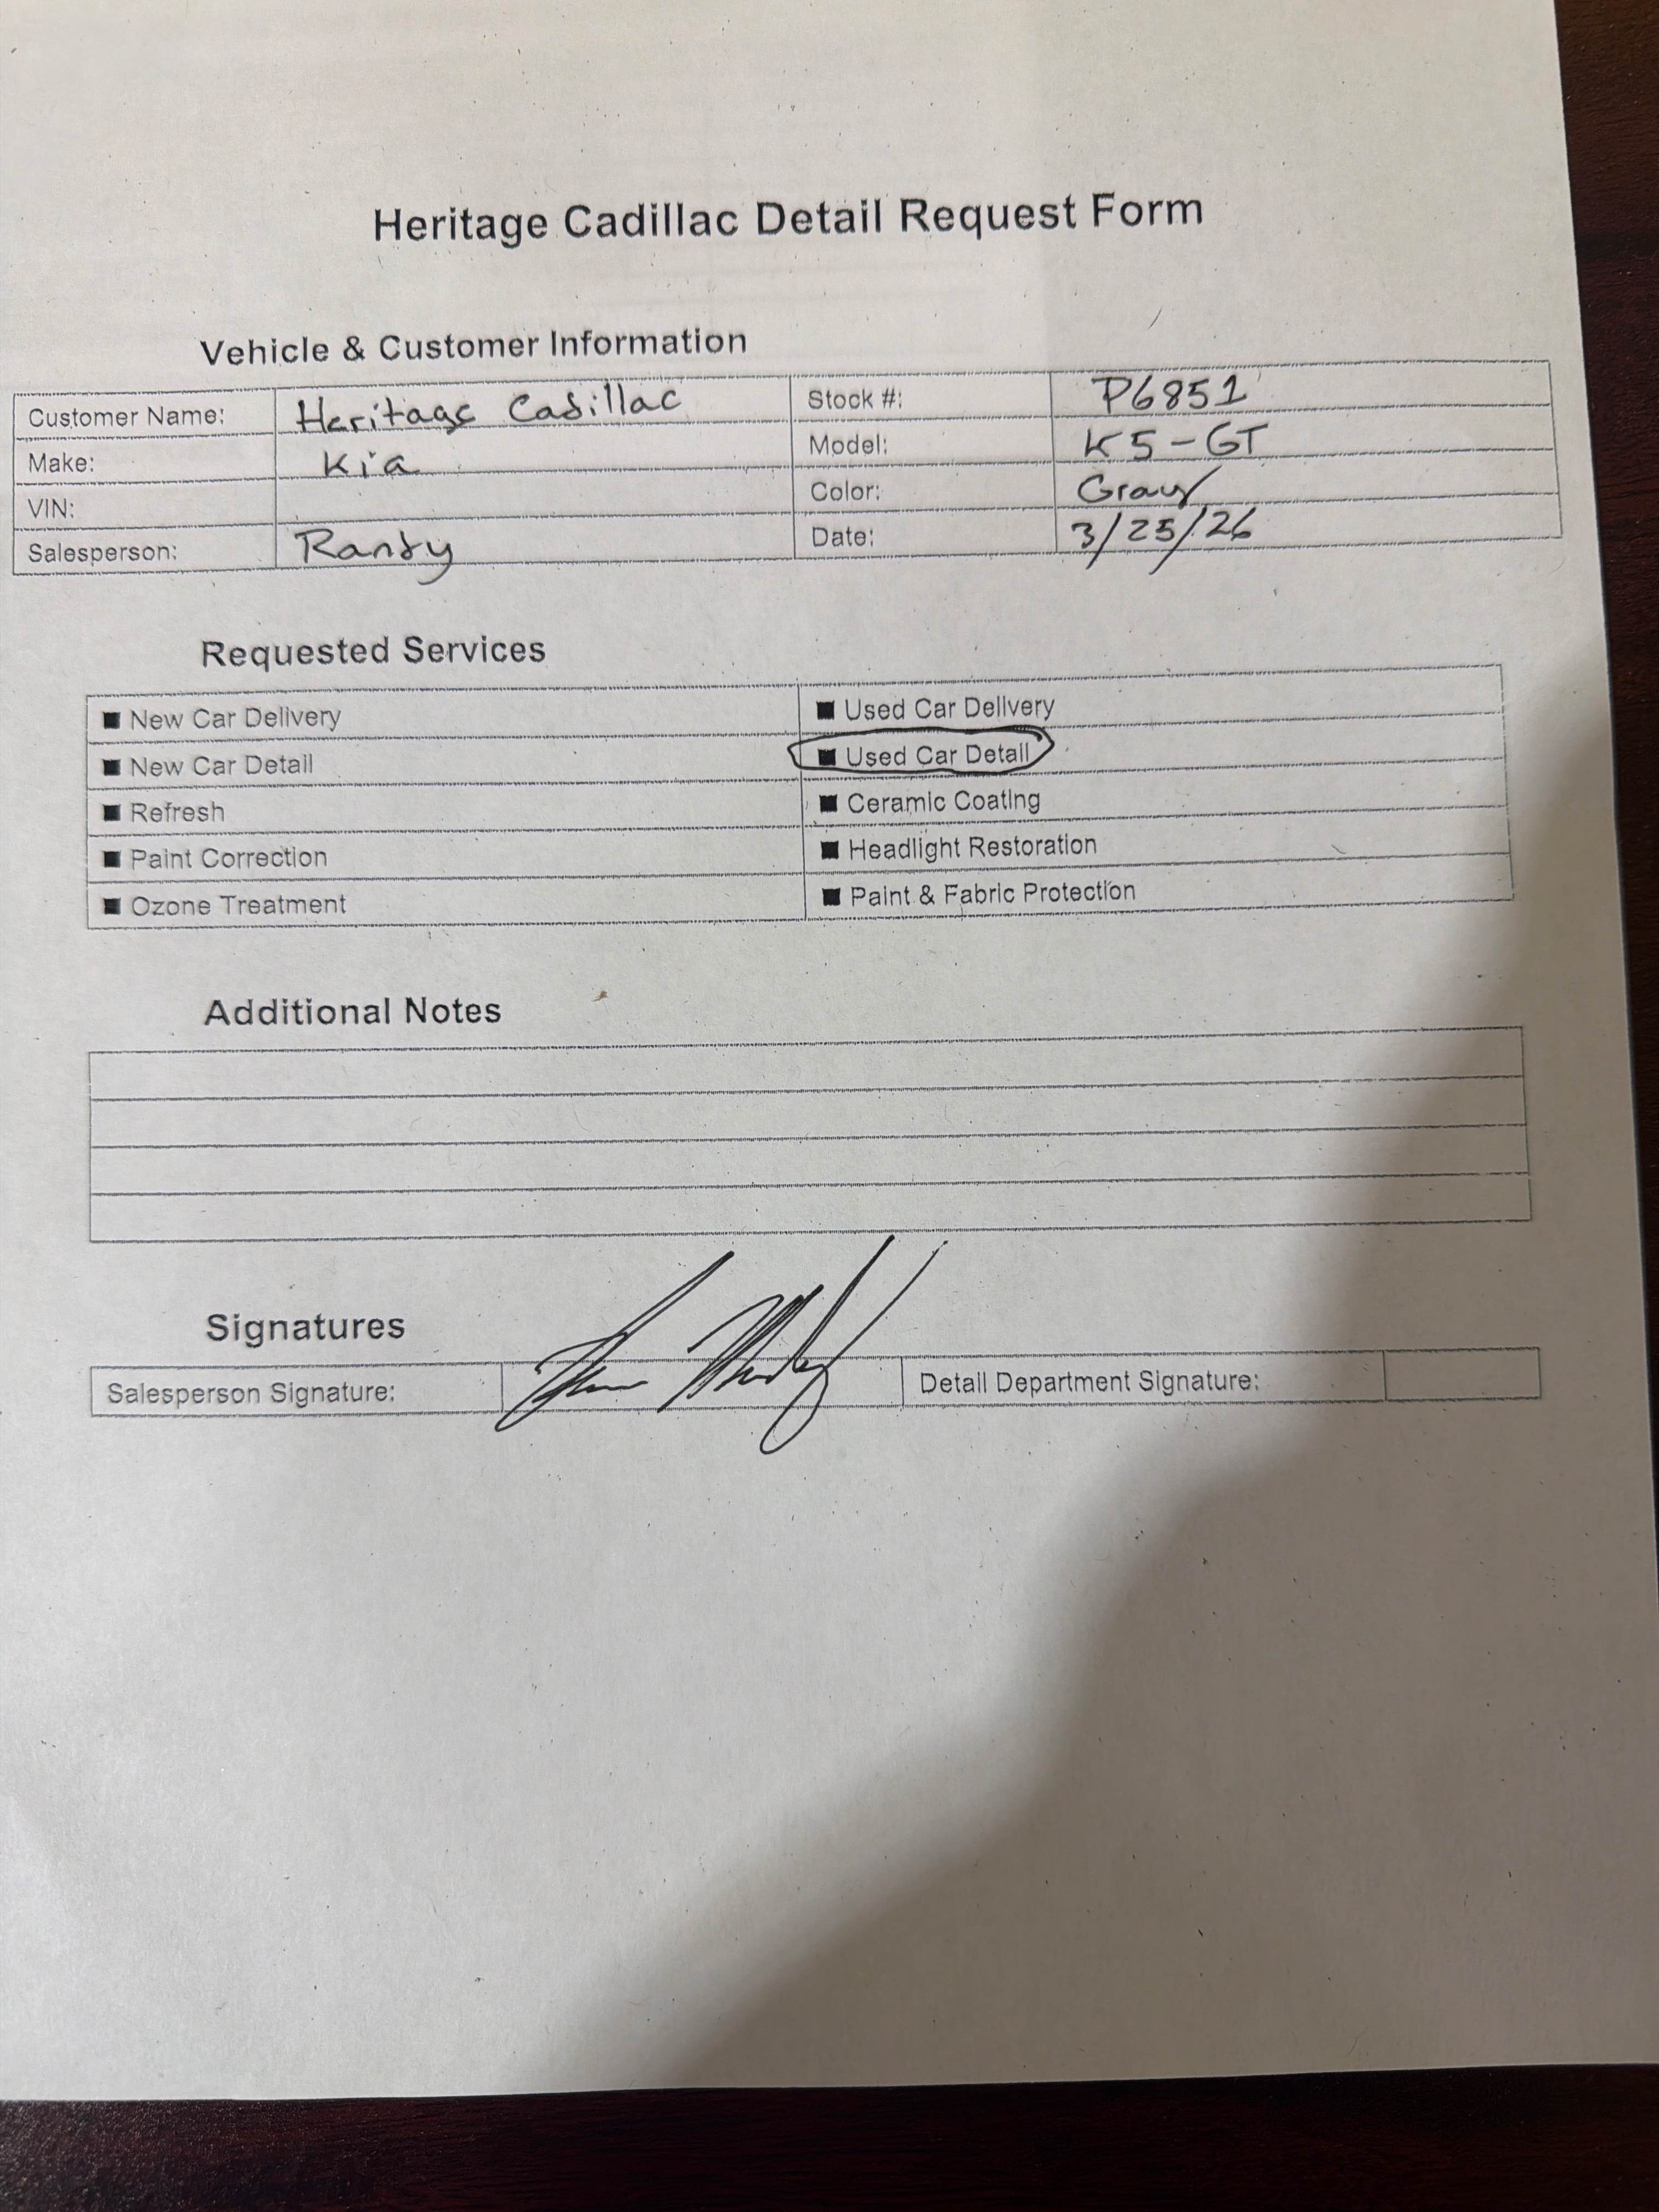 Heritage Cadillac Detail Request Form
Vehicle & Customer Information
Customer Name: Heritage Cadillac Stock #: P6851
Make: Kia Model: K5-GT
VIN: Color: Gray
Salesperson: Randy Date: 3/25/26
Requested Services
■ New Car Delivery ■ Used Car Delivery
■ New Car Detail ■ Used Car Detail
■ Refresh ■ Ceramic Coating
■ Paint Correction ■ Headlight Restoration
■ Ozone Treatment ■ Paint & Fabric Protection
Additional Notes
Signatures
Salesperson Signature: Detail Department Signature: